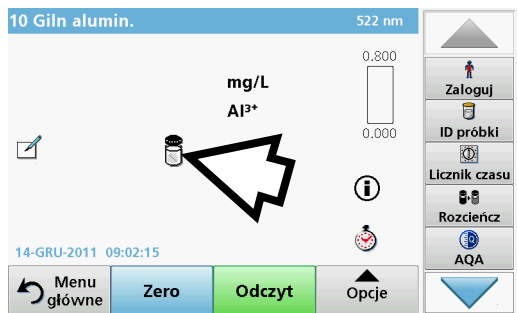 10 Giln alumin.
522 nm
0.800
mg/L
Al³⁺
0.000
14-GRU-2011 09:02:15
Menu
główne
Zero
Odczyt
Opcje
Zaloguj
ID próbki
Licznik czasu
Rozcieńcz
AQA